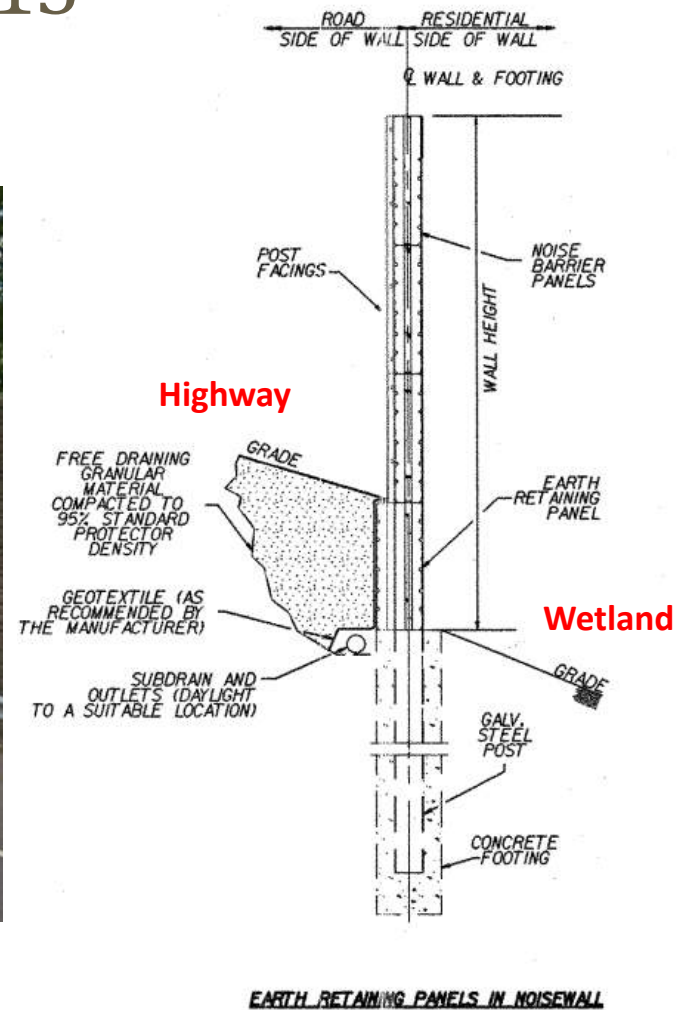 ROAD
SIDE OF WALL
RESIDENTIAL
SIDE OF WALL
℄ WALL & FOOTING
POST
FACINGS
NOISE
BARRIER
PANELS
WALL HEIGHT
Highway
GRADE
FREE DRAINING
GRANULAR
MATERIAL
COMPACTED TO
95% STANDARD
PROTECTOR
DENSITY
EARTH
RETAINING
PANEL
GEOTEXTILE (AS
RECOMMENDED BY
THE MANUFACTURER)
Wetland
SUBDRAIN AND
OUTLETS (DAYLIGHT
TO A SUITABLE LOCATION)
GRADE
GALV.
STEEL
POST
CONCRETE
FOOTING
EARTH RETAINING PANELS IN NOISEWALL